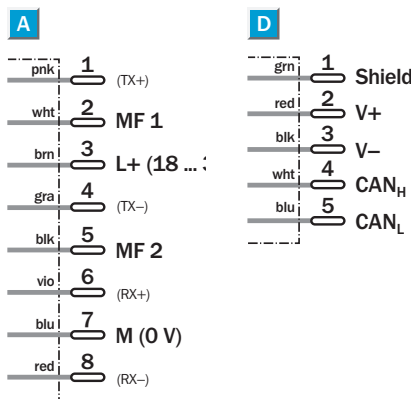 A
pnk 1 (TX+)
wht 2 MF 1
brn 3 L+ (18 ...
gra 4 (TX–)
blk 5 MF 2
vio 6 (RX+)
blu 7 M (0 V)
red 8 (RX–)
D
grn 1 Shield
red 2 V+
blk 3 V–
wht 4 CANH
blu 5 CANL